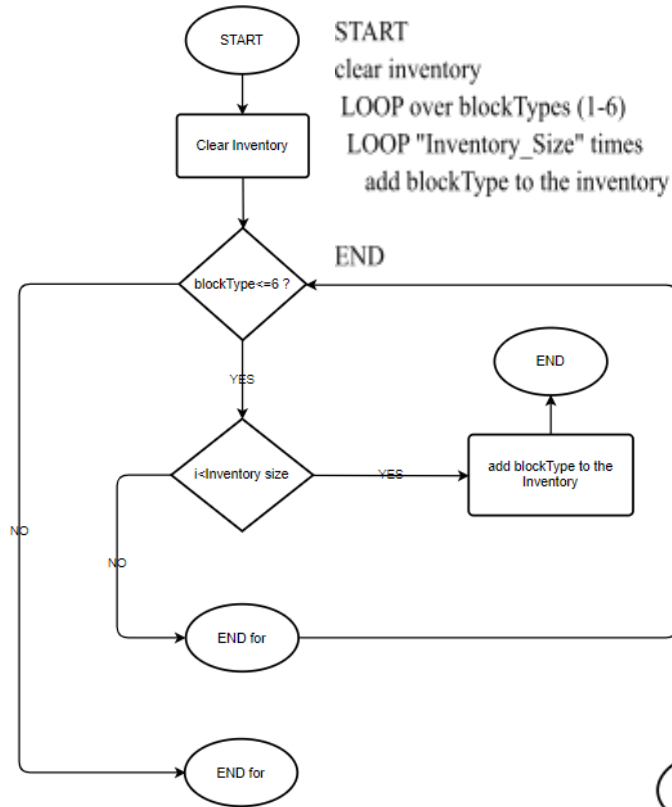 START
START
clear inventory
LOOP over blockTypes (1-6)
LOOP "Inventory_Size" times
add blockType to the inventory
END
Clear Inventory
blockType<=6 ?
YES
END
i<Inventory size
YES
add blockType to the
Inventory
NO
NO
END for
END for